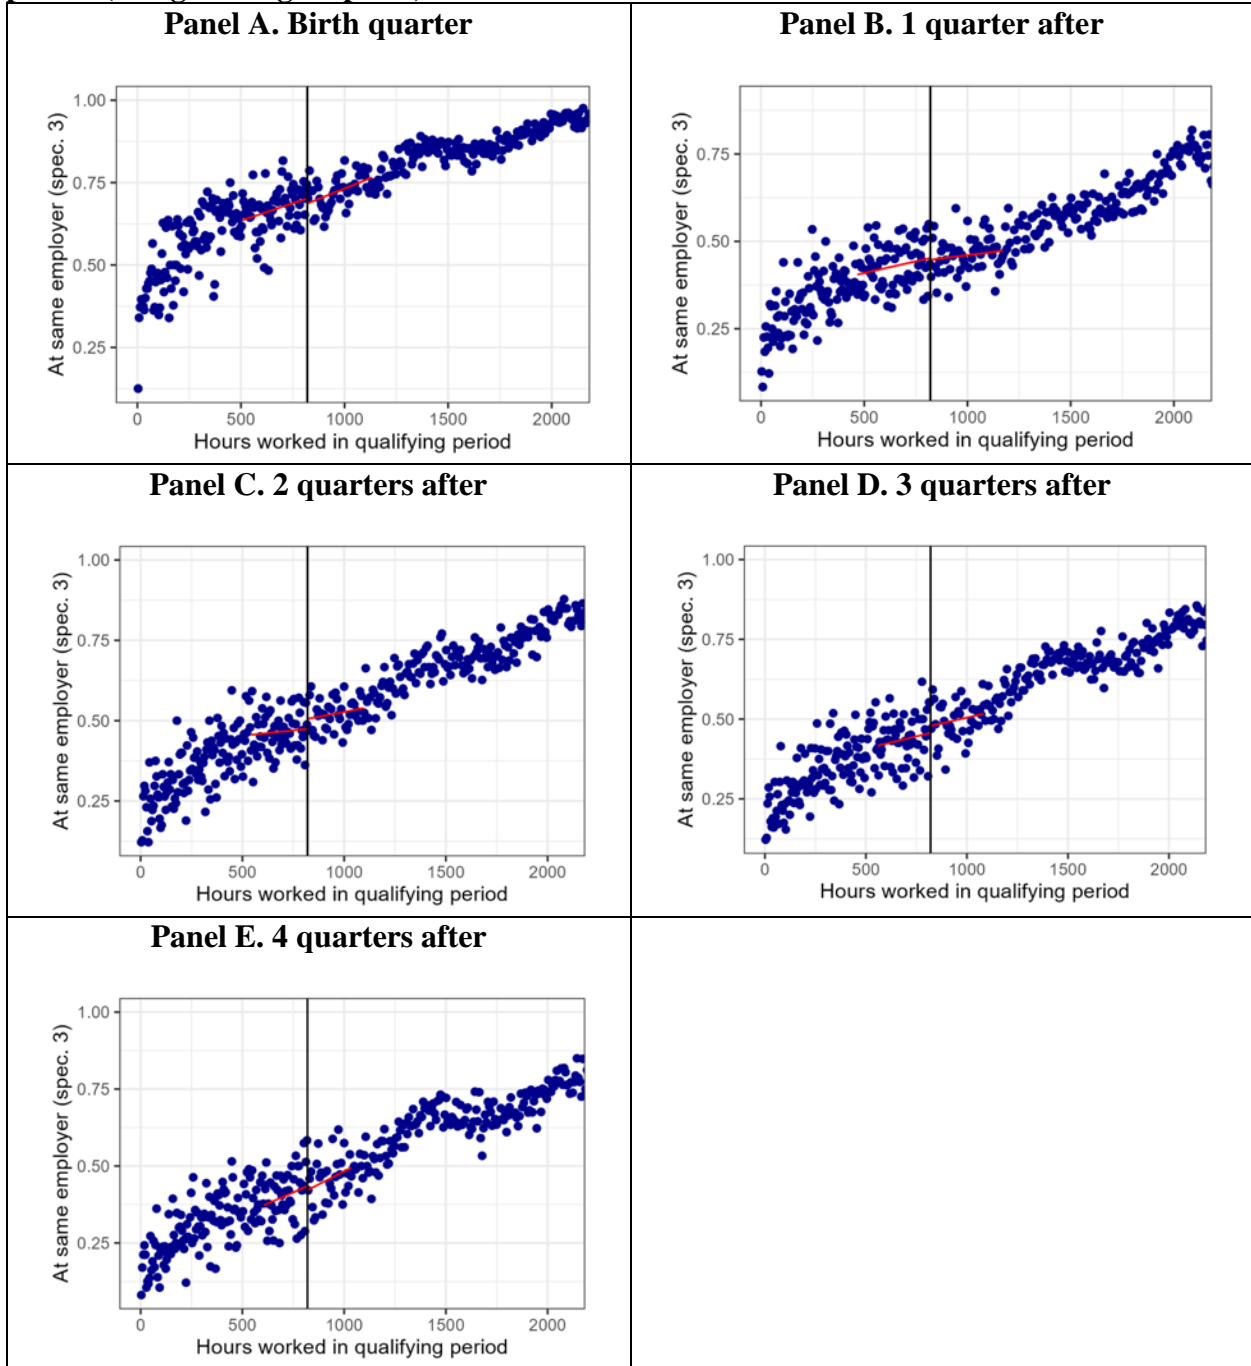 Panel A. Birth quarter
1.00
0.75
0.50
0.25
At same employer (spec. 3)
0 500 1000 1500 2000
Hours worked in qualifying period
Panel B. 1 quarter after
0.75
0.50
0.25
At same employer (spec. 3)
0 500 1000 1500 2000
Hours worked in qualifying period
Panel C. 2 quarters after
1.00
0.75
0.50
0.25
At same employer (spec. 3)
0 500 1000 1500 2000
Hours worked in qualifying period
Panel D. 3 quarters after
1.00
0.75
0.50
0.25
At same employer (spec. 3)
0 500 1000 1500 2000
Hours worked in qualifying period
Panel E. 4 quarters after
1.00
0.75
0.50
0.25
At same employer (spec. 3)
0 500 1000 1500 2000
Hours worked in qualifying period